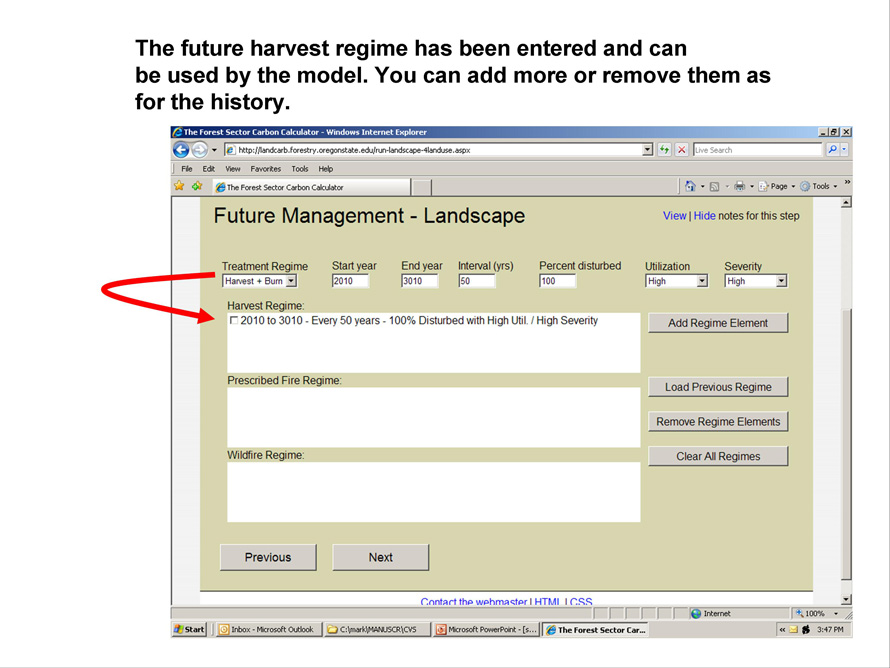 The future harvest regime has been entered and can
be used by the model. You can add more or remove them as
for the history.
The Forest Sector Carbon Calculator - Windows Internet Explorer
http://landcarb.forestry.oregonstate.edu/run-landscape-4landuse.aspx
Live Search
File Edit View Favorites Tools Help
The Forest Sector Carbon Calculator
Page Tools »
Future Management - Landscape
View | Hide notes for this step
Treatment Regime Start year End year Interval (yrs) Percent disturbed Utilization Severity
Harvest + Burn 2010 3010 50 100 High High
Harvest Regime:
2010 to 3010 - Every 50 years - 100% Disturbed with High Util. / High Severity
Add Regime Element
Prescribed Fire Regime:
Load Previous Regime
Remove Regime Elements
Wildfire Regime:
Clear All Regimes
Previous Next
Contact the webmaster | HTML | CSS
Internet 100%
Start Inbox - Microsoft Outlook C:\mark\MANUSCR\CVS Microsoft PowerPoint - [s... The Forest Sector Car... « 3:47 PM